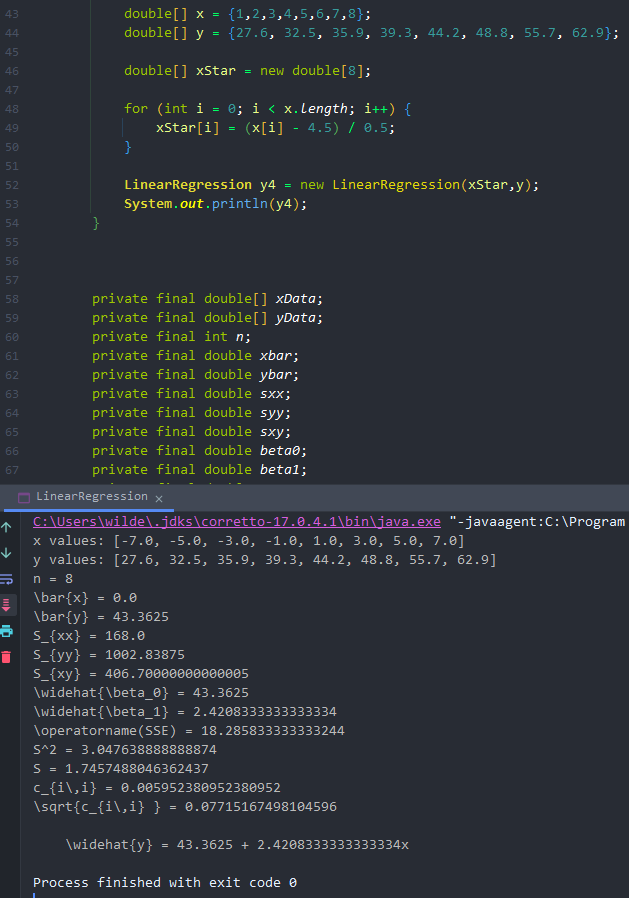 43 double[] x = {1,2,3,4,5,6,7,8};
44 double[] y = {27.6, 32.5, 35.9, 39.3, 44.2, 48.8, 55.7, 62.9};
45
46 double[] xStar = new double[8];
47
48 for (int i = 0; i < x.length; i++) {
49 xStar[i] = (x[i] - 4.5) / 0.5;
50 }
51
52 LinearRegression y4 = new LinearRegression(xStar,y);
53 System.out.println(y4);
54 }
55
56
57
58 private final double[] xData;
59 private final double[] yData;
60 private final int n;
61 private final double xbar;
62 private final double ybar;
63 private final double sxx;
64 private final double syy;
65 private final double sxy;
66 private final double beta0;
67 private final double beta1;
LinearRegression ×
C:\Users\wilde\.jdks\corretto-17.0.4.1\bin\java.exe "-javaagent:C:\Program
x values: [-7.0, -5.0, -3.0, -1.0, 1.0, 3.0, 5.0, 7.0]
y values: [27.6, 32.5, 35.9, 39.3, 44.2, 48.8, 55.7, 62.9]
n = 8
\bar{x} = 0.0
\bar{y} = 43.3625
S_{xx} = 168.0
S_{yy} = 1002.83875
S_{xy} = 406.70000000000005
\widehat{\beta_0} = 43.3625
\widehat{\beta_1} = 2.4208333333333334
\operatorname(SSE) = 18.285833333333244
S^2 = 3.047638888888874
S = 1.7457488046362437
c_{i\,i} = 0.005952380952380952
\sqrt{c_{i\,i} } = 0.07715167498104596
\widehat{y} = 43.3625 + 2.4208333333333334x
Process finished with exit code 0